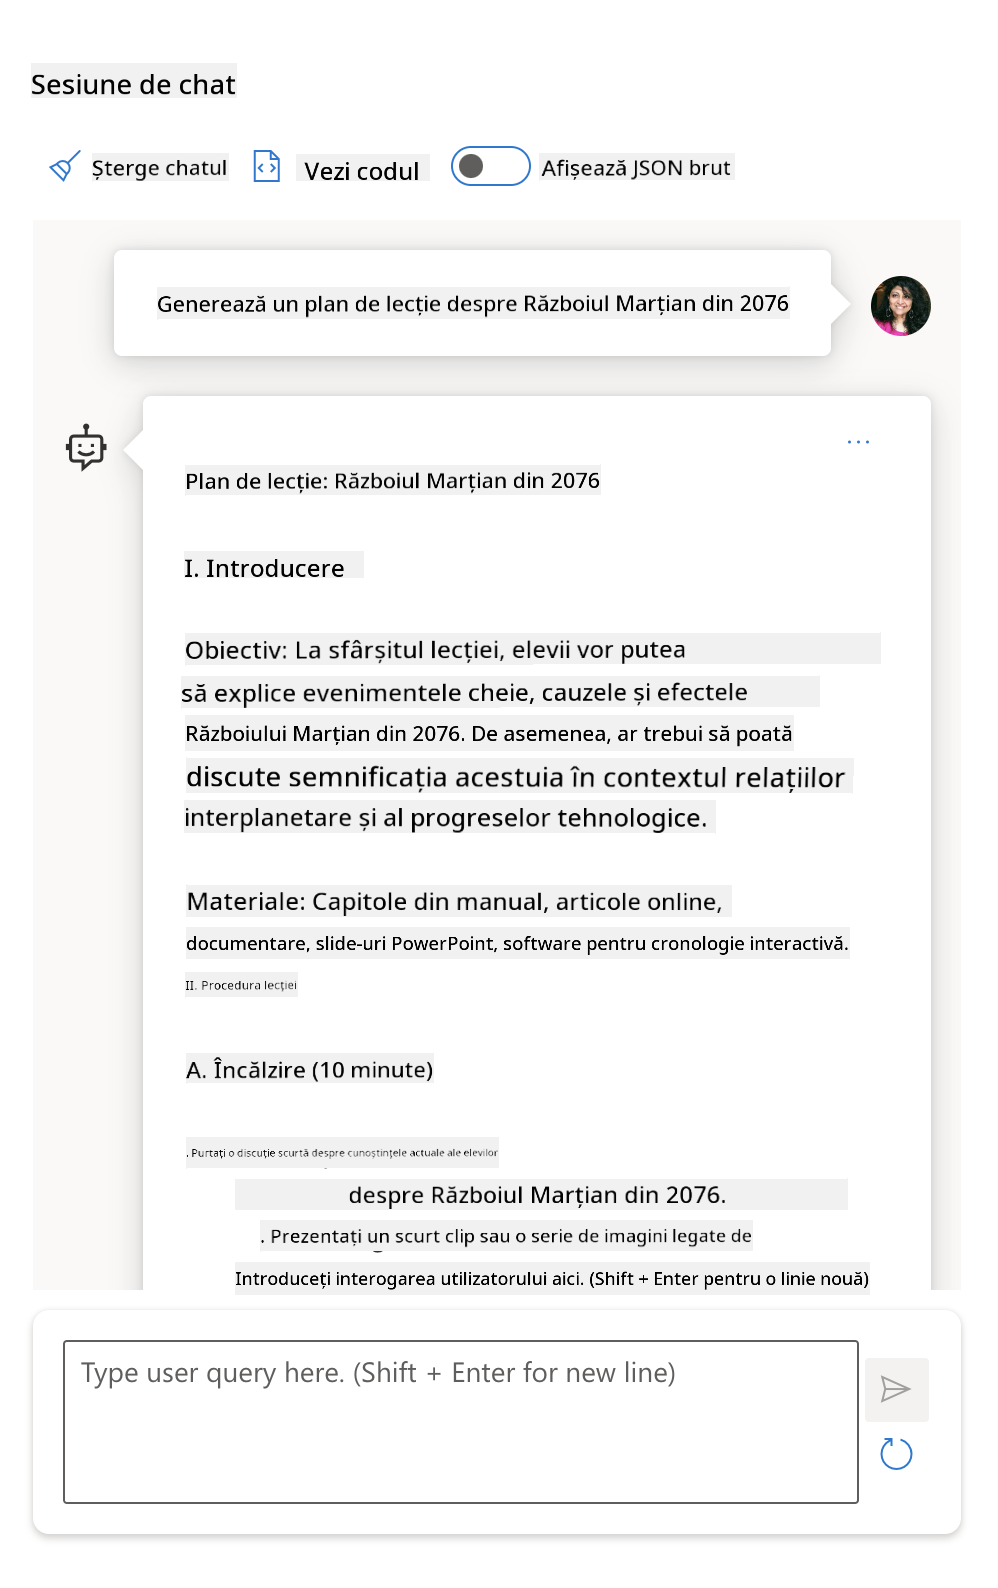 Sesiune de chat
Șterge chatul
Vezi codul
Afișează JSON brut
Generează un plan de lecție despre Războiul Marțian din 2076
Plan de lecție: Războiul Marțian din 2076
I. Introducere
Obiectiv: La sfârșitul lecției, elevii vor putea
să explice evenimentele cheie, cauzele și efectele
Războiului Marțian din 2076. De asemenea, ar trebui să poată
discute semnificația acestuia în contextul relațiilor
interplanetare și al progreselor tehnologice.
Materiale: Capitole din manual, articole online,
documentare, slide-uri PowerPoint, software pentru cronologie interactivă.
II. Procedura lecției
A. Încălzire (10 minute)
. Purtați o discuție scurtă despre cunoștințele actuale ale elevilor
despre Războiul Marțian din 2076.
. Prezentați un scurt clip sau o serie de imagini legate de
Introduceți interogarea utilizatorului aici. (Shift + Enter pentru o linie nouă)
Type user query here. (Shift + Enter for new line)